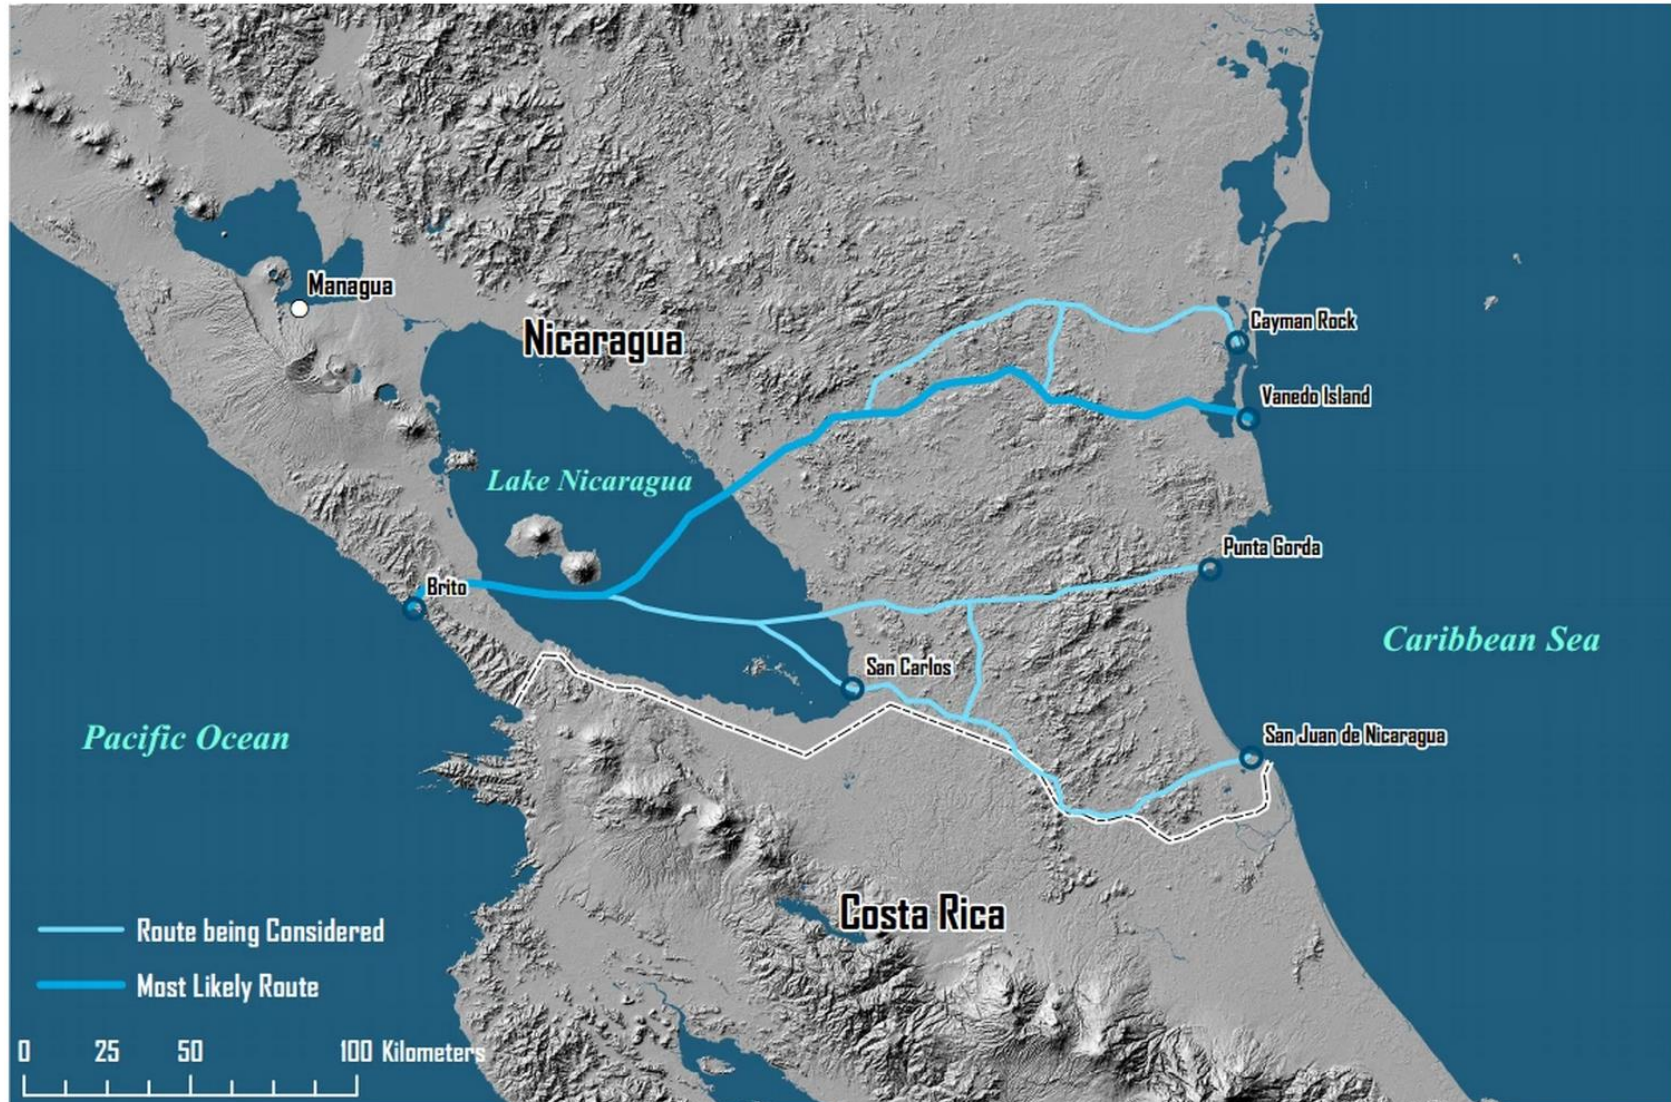 Managua
Nicaragua
Cayman Rock
Vanedo Island
Lake Nicaragua
Punta Gorda
Brito
Caribbean Sea
San Carlos
Pacific Ocean
San Juan de Nicaragua
Costa Rica
Route being Considered
Most Likely Route
0 25 50 100 Kilometers